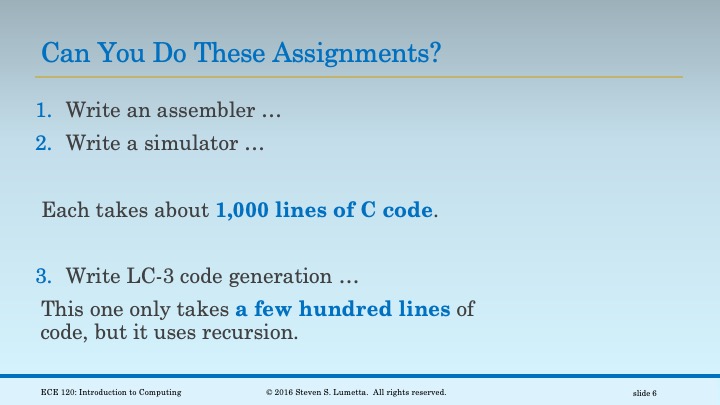 Can You Do These Assignments?
1. Write an assembler …
2. Write a simulator …
Each takes about 1,000 lines of C code.
3. Write LC-3 code generation …
This one only takes a few hundred lines of
code, but it uses recursion.
ECE 120: Introduction to Computing
© 2016 Steven S. Lumetta.  All rights reserved.
slide 6